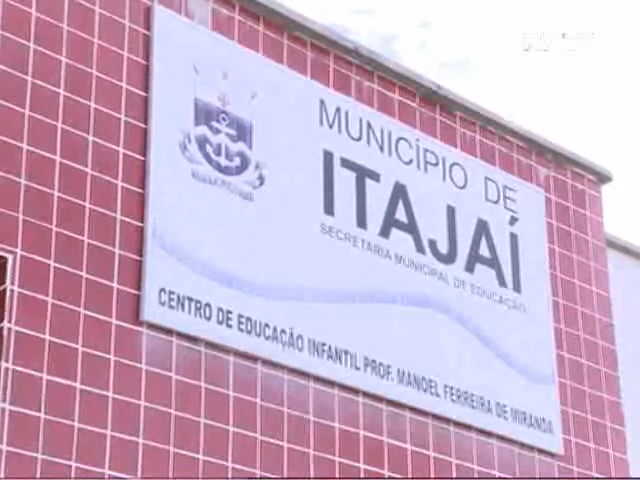 MUNICÍPIO DE
ITAJAÍ
SECRETARIA MUNICIPAL DE EDUCAÇÃO
CENTRO DE EDUCAÇÃO INFANTIL PROF. MANOEL FERREIRA DE MIRANDA